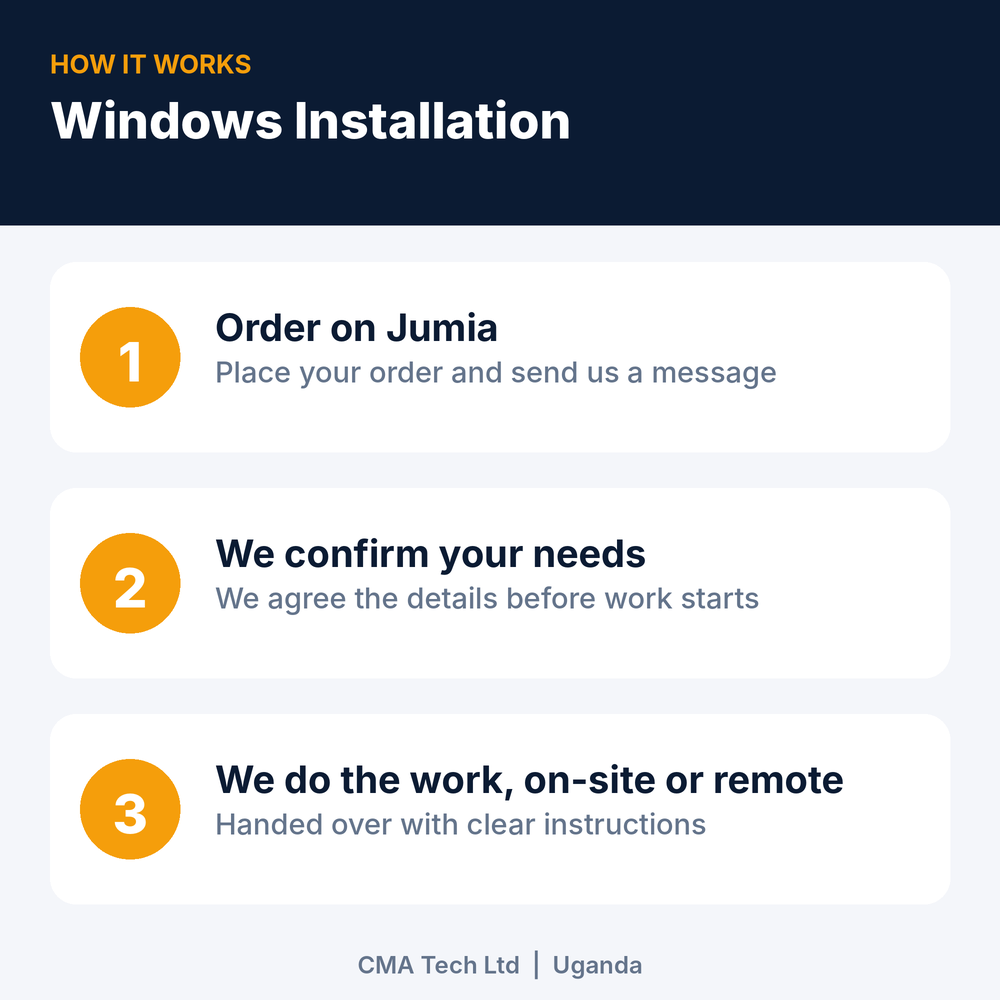 HOW IT WORKS
Windows Installation
1
Order on Jumia
Place your order and send us a message
2
We confirm your needs
We agree the details before work starts
3
We do the work, on-site or remote
Handed over with clear instructions
CMA Tech Ltd | Uganda